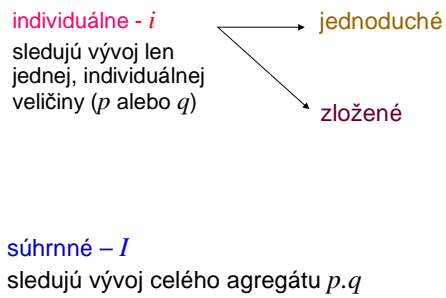 individuálne - i
sledujú vývoj len
jednej, individuálnej
veličiny (p alebo q)
jednoduché
zložené
súhrnné – I
sledujú vývoj celého agregátu p.q